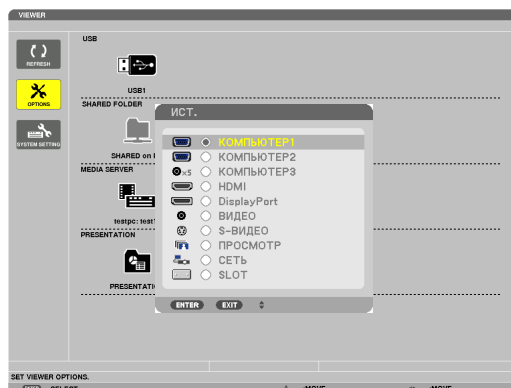 VIEWER
USB
REFRESH
USB1
OPTIONS
SHARED FOLDER
ИСТ.
SYSTEM SETTING
КОМПЬЮТЕР1
КОМПЬЮТЕР2
SHARED on
×5 КОМПЬЮТЕР3
MEDIA SERVER
HDMI
DisplayPort
ВИДЕО
testpc: test1
S-ВИДЕО
PRESENTATION
ПРОСМОТР
СЕТЬ
SLOT
PRESENTATI
ENTER EXIT
SET VIEWER OPTIONS.